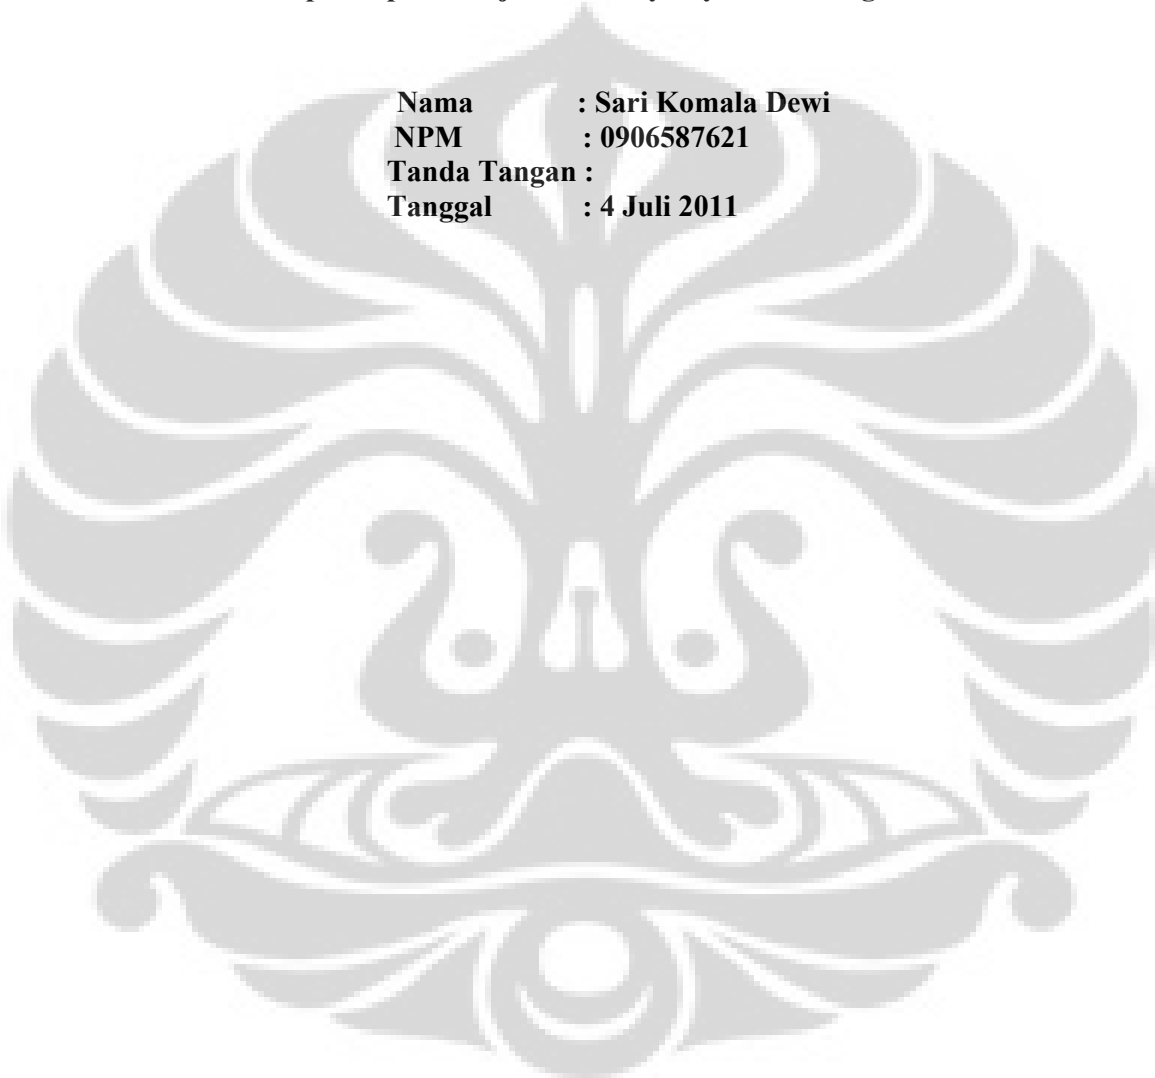 Nama : Sari Komala Dewi
NPM : 0906587621
Tanda Tangan :
Tanggal : 4 Juli 2011